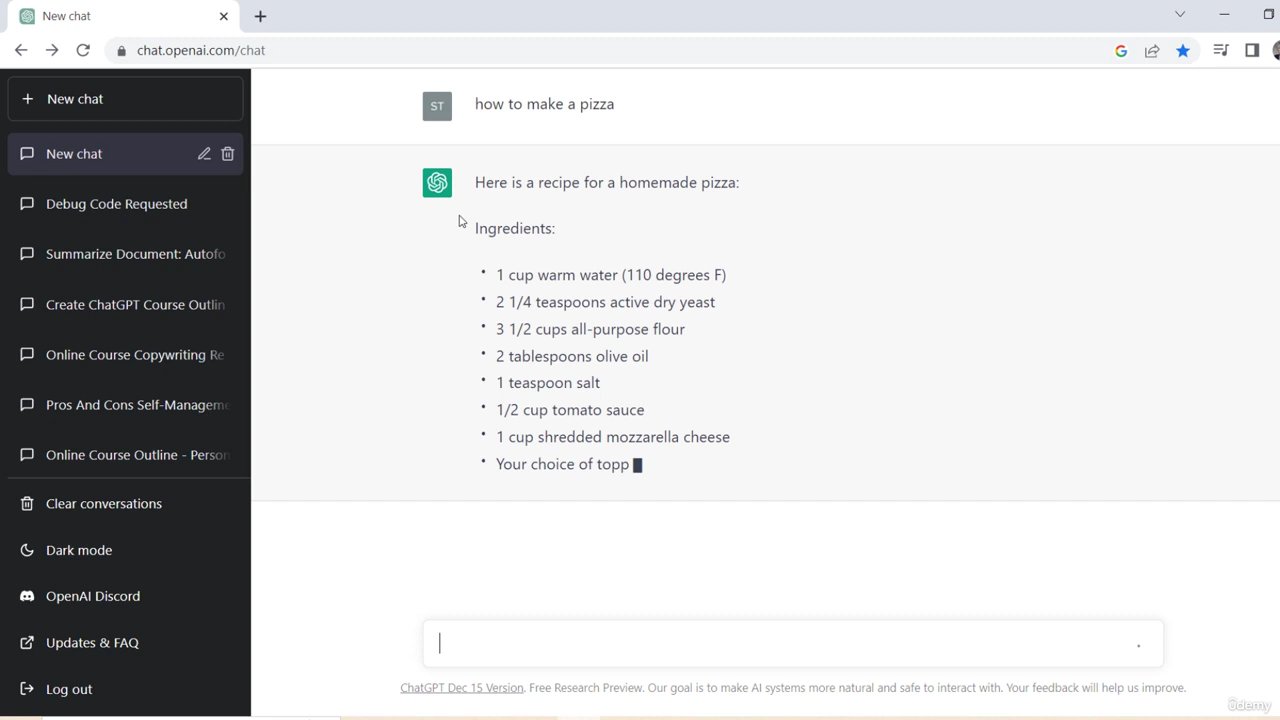 New chat
chat.openai.com/chat
New chat
New chat
Debug Code Requested
Summarize Document: Autofo
Create ChatGPT Course Outlin
Online Course Copywriting Re
Pros And Cons Self-Managem
Online Course Outline - Person
Clear conversations
Dark mode
OpenAI Discord
Updates & FAQ
Log out
ST
how to make a pizza
Here is a recipe for a homemade pizza:
Ingredients:
• 1 cup warm water (110 degrees F)
• 2 1/4 teaspoons active dry yeast
• 3 1/2 cups all-purpose flour
• 2 tablespoons olive oil
• 1 teaspoon salt
• 1/2 cup tomato sauce
• 1 cup shredded mozzarella cheese
• Your choice of topp
ChatGPT Dec 15 Version. Free Research Preview. Our goal is to make AI systems more natural and safe to interact with. Your feedback will help us improve.
ûdemy